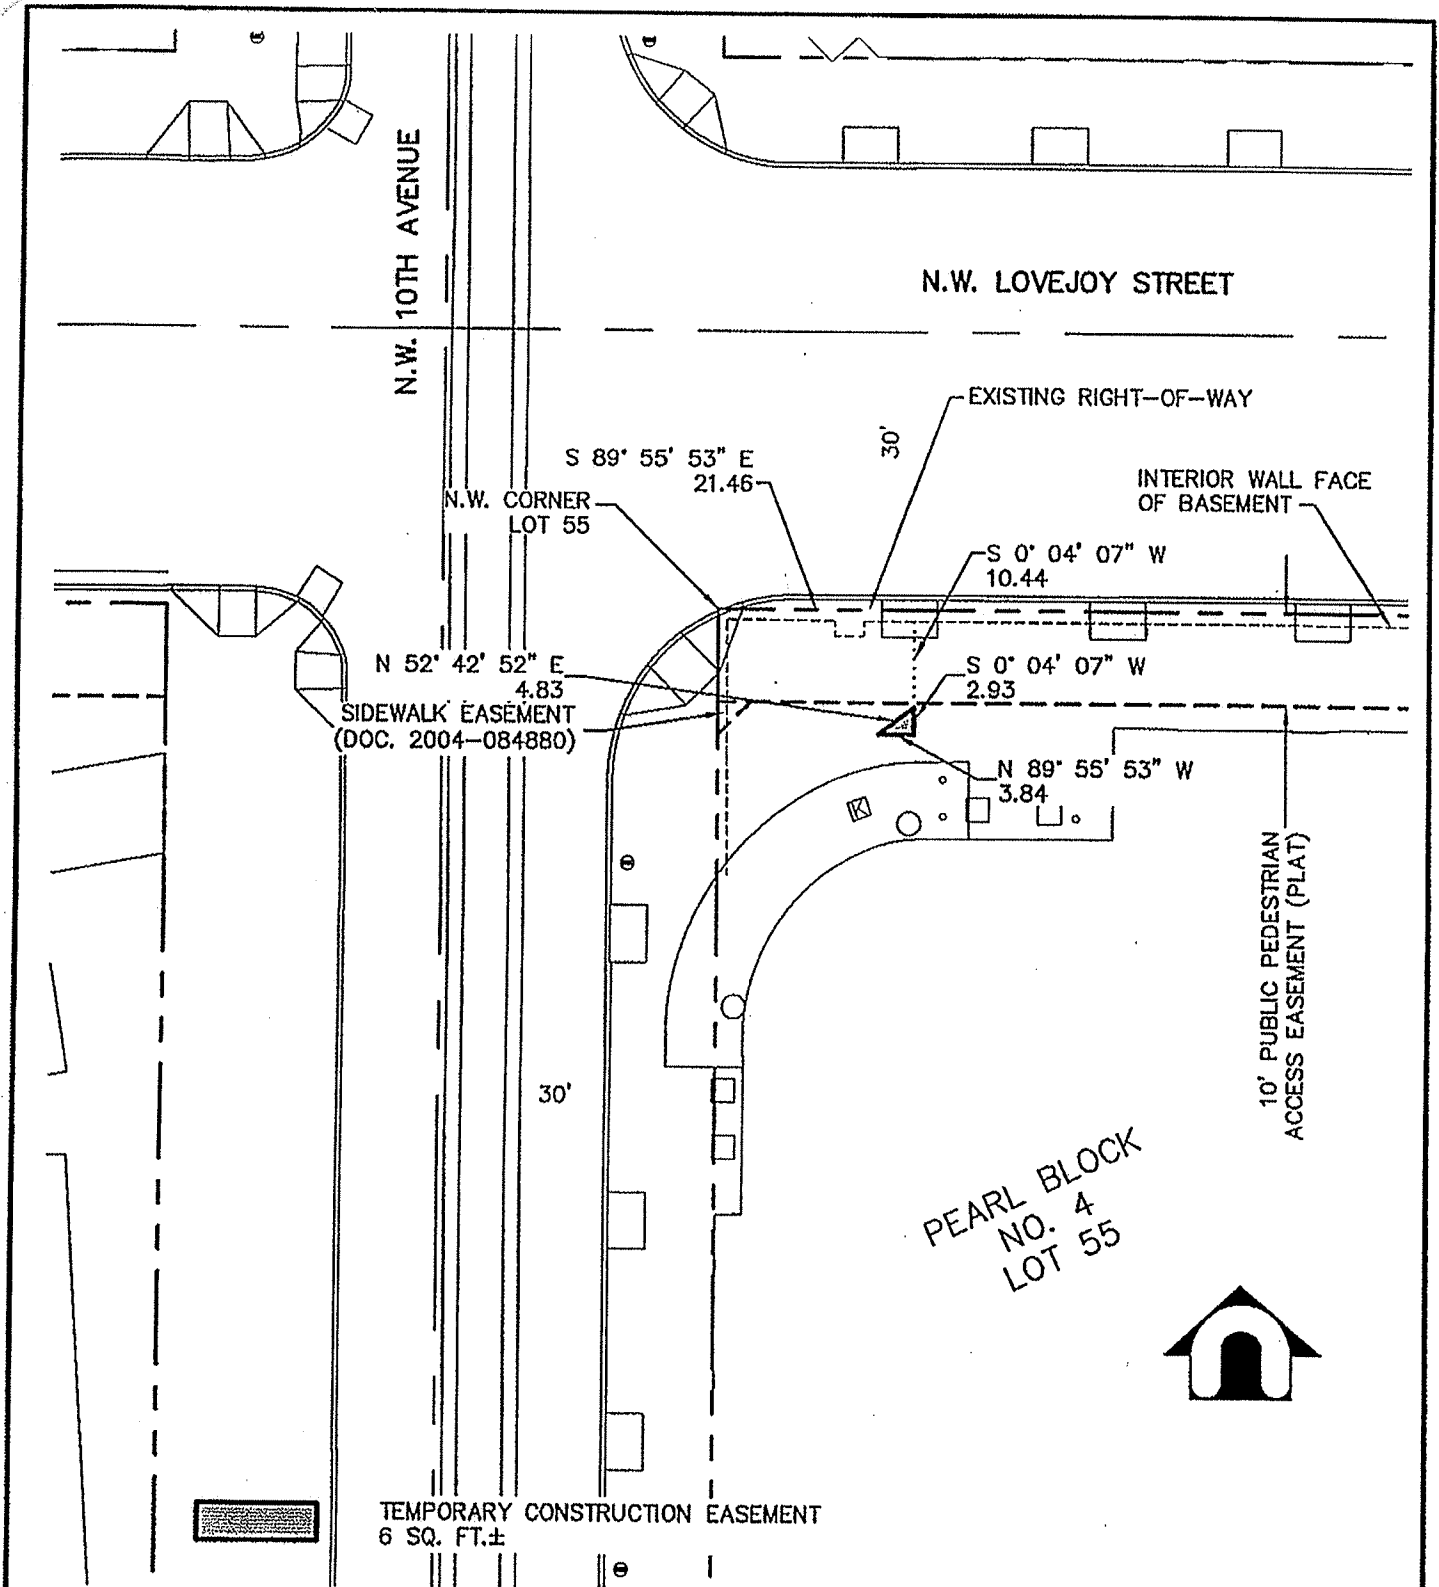 N.W. 10TH AVENUE
N.W. LOVEJOY STREET
EXISTING RIGHT-OF-WAY
30'
S 89° 55' 53" E
21.46
N.W. CORNER
LOT 55
INTERIOR WALL FACE
OF BASEMENT
S 0° 04' 07" W
10.44
N 52° 42' 52" E
4.83
S 0° 04' 07" W
2.93
SIDEWALK EASEMENT
(DOC. 2004-084880)
N 89° 55' 53" W
3.84
K
10' PUBLIC PEDESTRIAN
ACCESS EASEMENT (PLAT)
30'
PEARL BLOCK
NO. 4
LOT 55
TEMPORARY CONSTRUCTION EASEMENT
6 SQ. FT.±